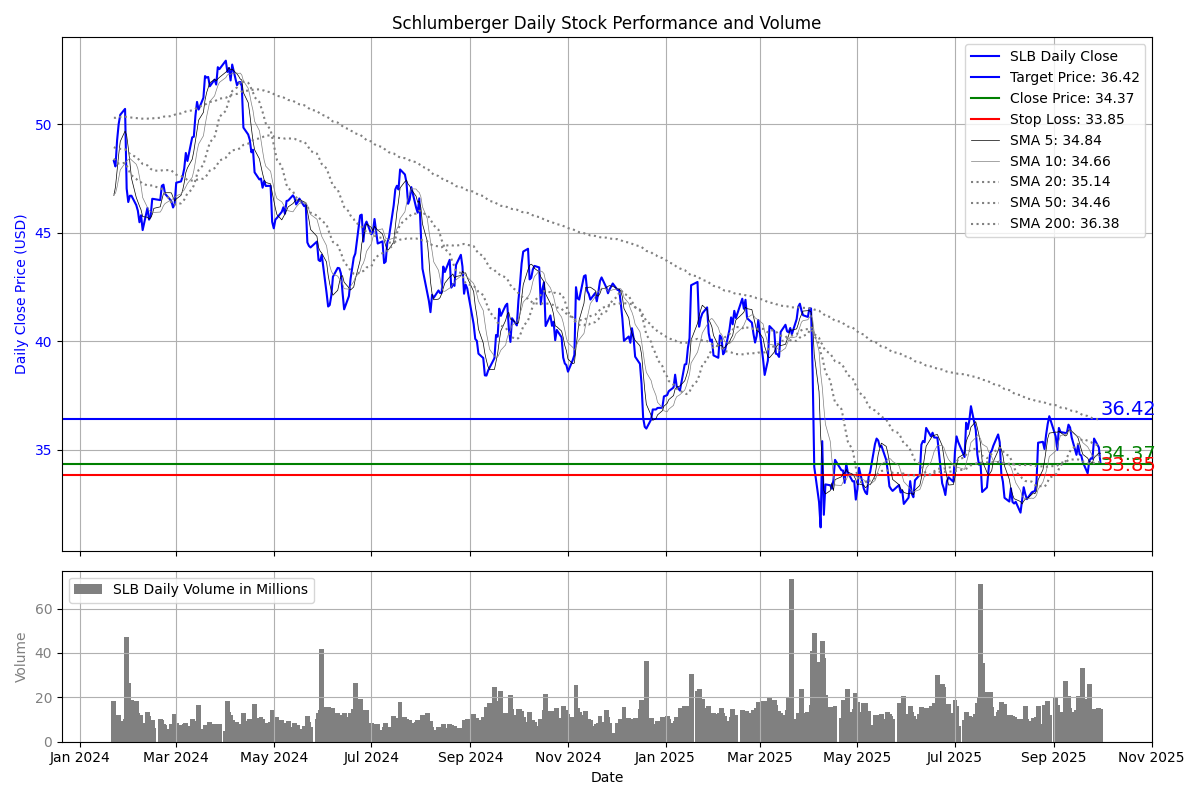 Schlumberger Daily Stock Performance and Volume
Daily Close Price (USD)
50
45
40
35
SLB Daily Close
Target Price: 36.42
Close Price: 34.37
Stop Loss: 33.85
SMA 5: 34.84
SMA 10: 34.66
SMA 20: 35.14
SMA 50: 34.46
SMA 200: 36.38
36.42
34.37
33.85
SLB Daily Volume in Millions
Volume
60
40
20
0
Jan 2024 Mar 2024 May 2024 Jul 2024 Sep 2024 Nov 2024 Jan 2025 Mar 2025 May 2025 Jul 2025 Sep 2025 Nov 2025
Date